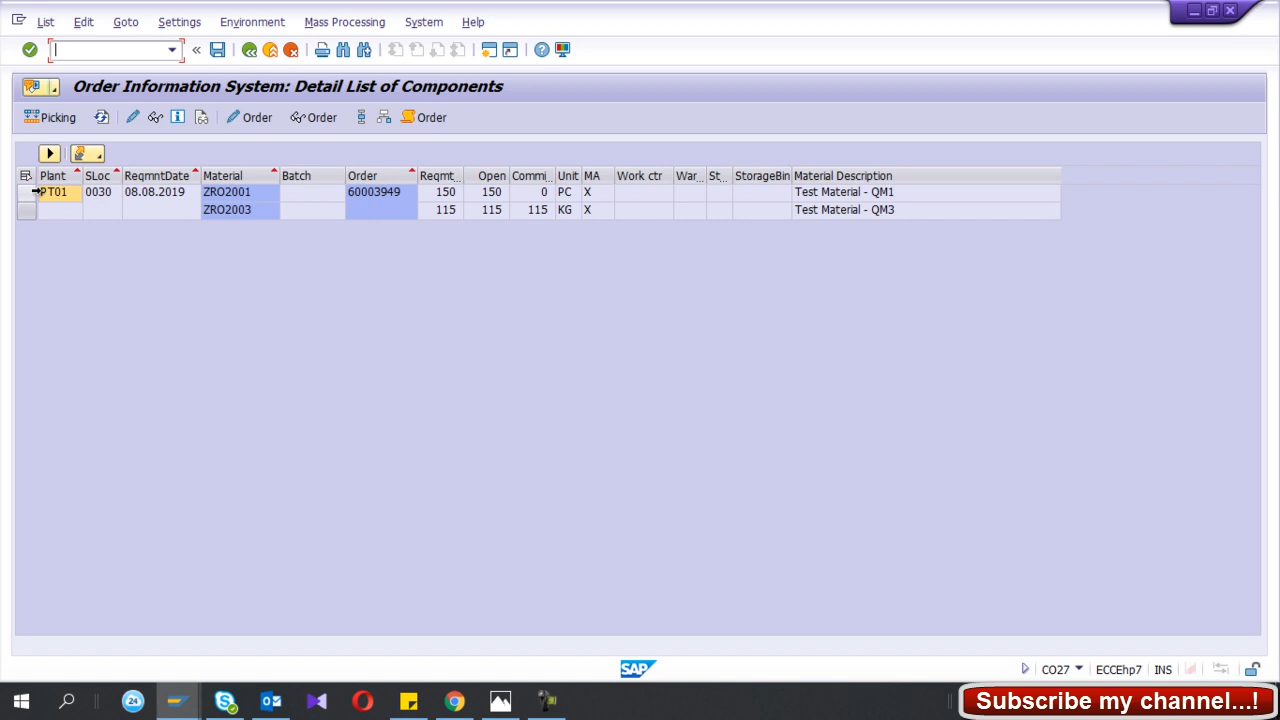 List Edit Goto Settings Environment Mass Processing System Help
Order Information System: Detail List of Components
Picking Order Order Order
Plant SLoc ReqmntDate Material Batch Order Reqmt... Open Commi... Unit MA Work ctr War... St... StorageBin Material Description
PT01 0030 08.08.2019 ZRO2001 60003949 150 150 0 PC X Test Material - QM1
ZRO2003 115 115 115 KG X Test Material - QM3
SAP CO27 ECCEhp7 INS
24 Subscribe my channel...!